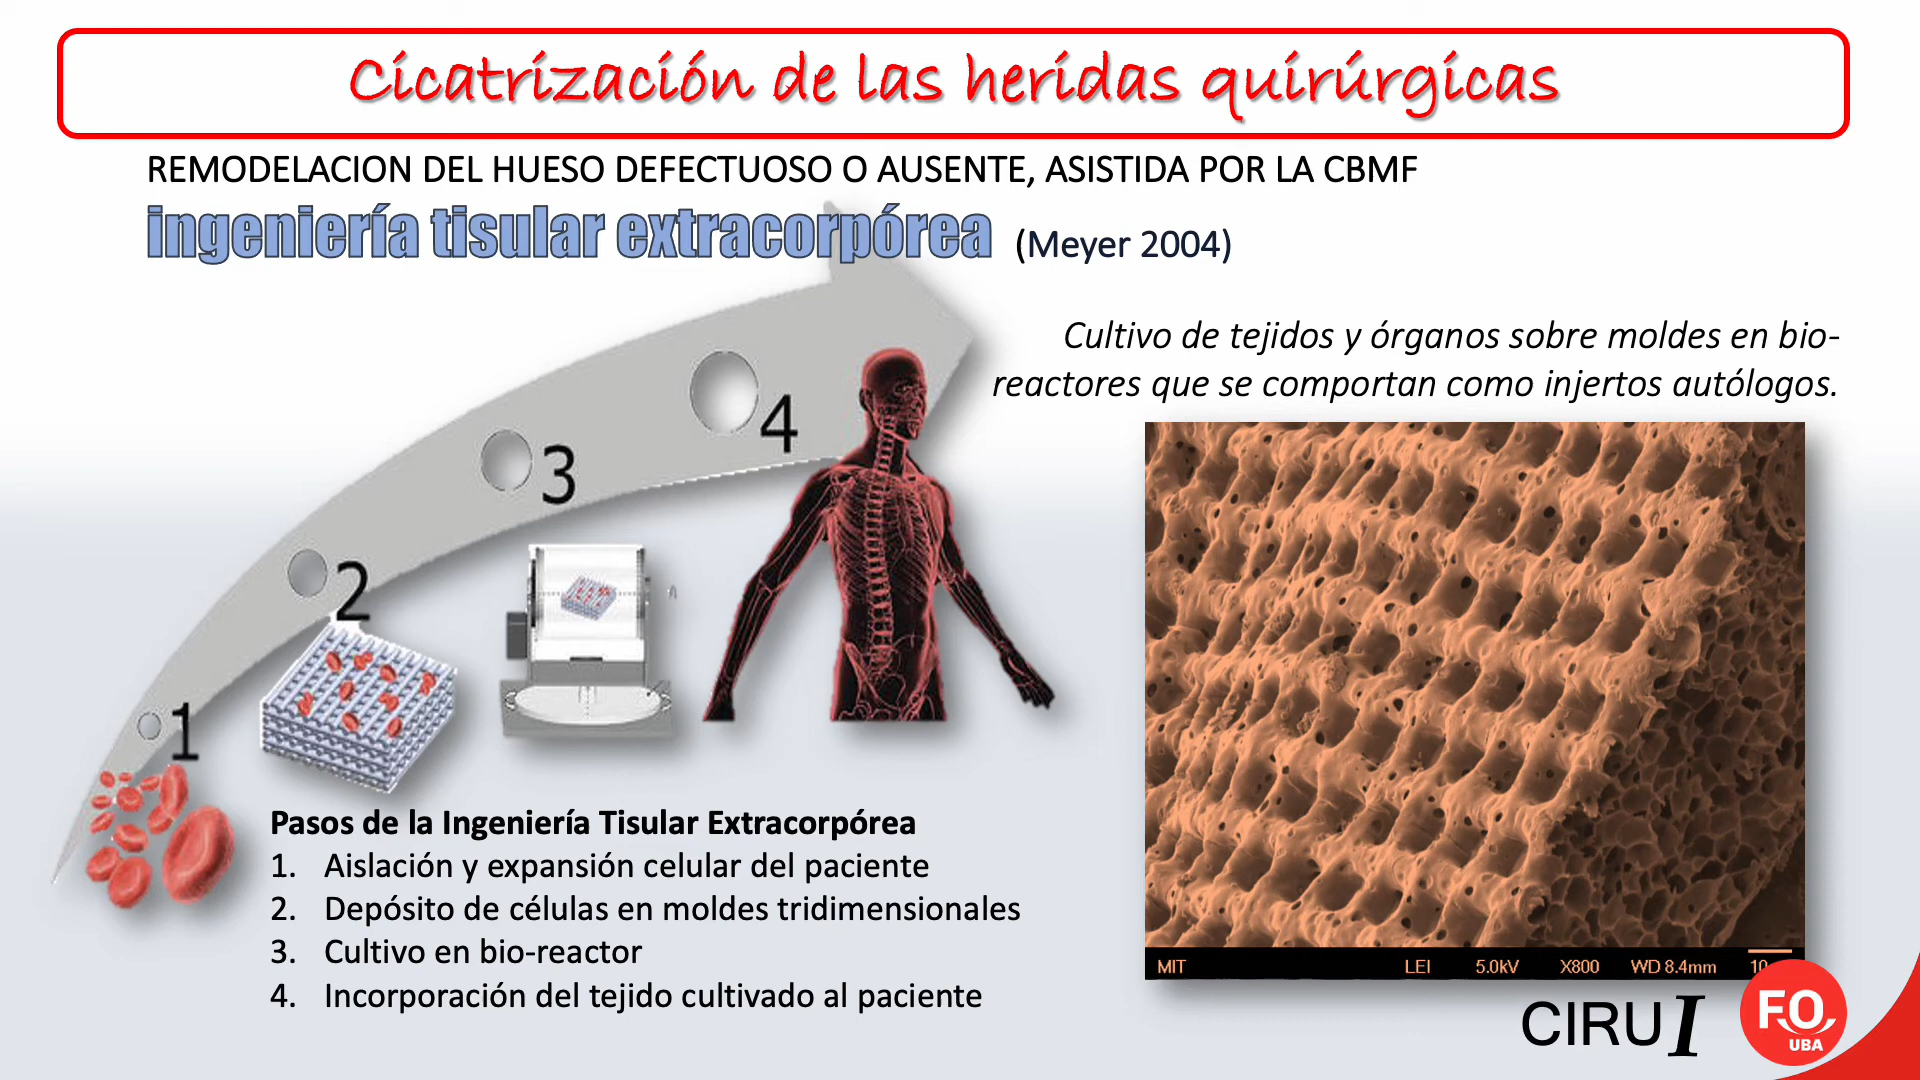 Cicatrización de las heridas quirúrgicas
REMODELACION DEL HUESO DEFECTUOSO O AUSENTE, ASISTIDA POR LA CBMF
ingeniería tisular extracorpórea (Meyer 2004)
Cultivo de tejidos y órganos sobre moldes en bio-
reactores que se comportan como injertos autólogos.
4
3
2
1
Pasos de la Ingeniería Tisular Extracorpórea
1. Aislación y expansión celular del paciente
2. Depósito de células en moldes tridimensionales
3. Cultivo en bio-reactor
4. Incorporación del tejido cultivado al paciente
MIT LEI 5.0kV X800 WD 8.4mm
CIRU I
FO
UBA